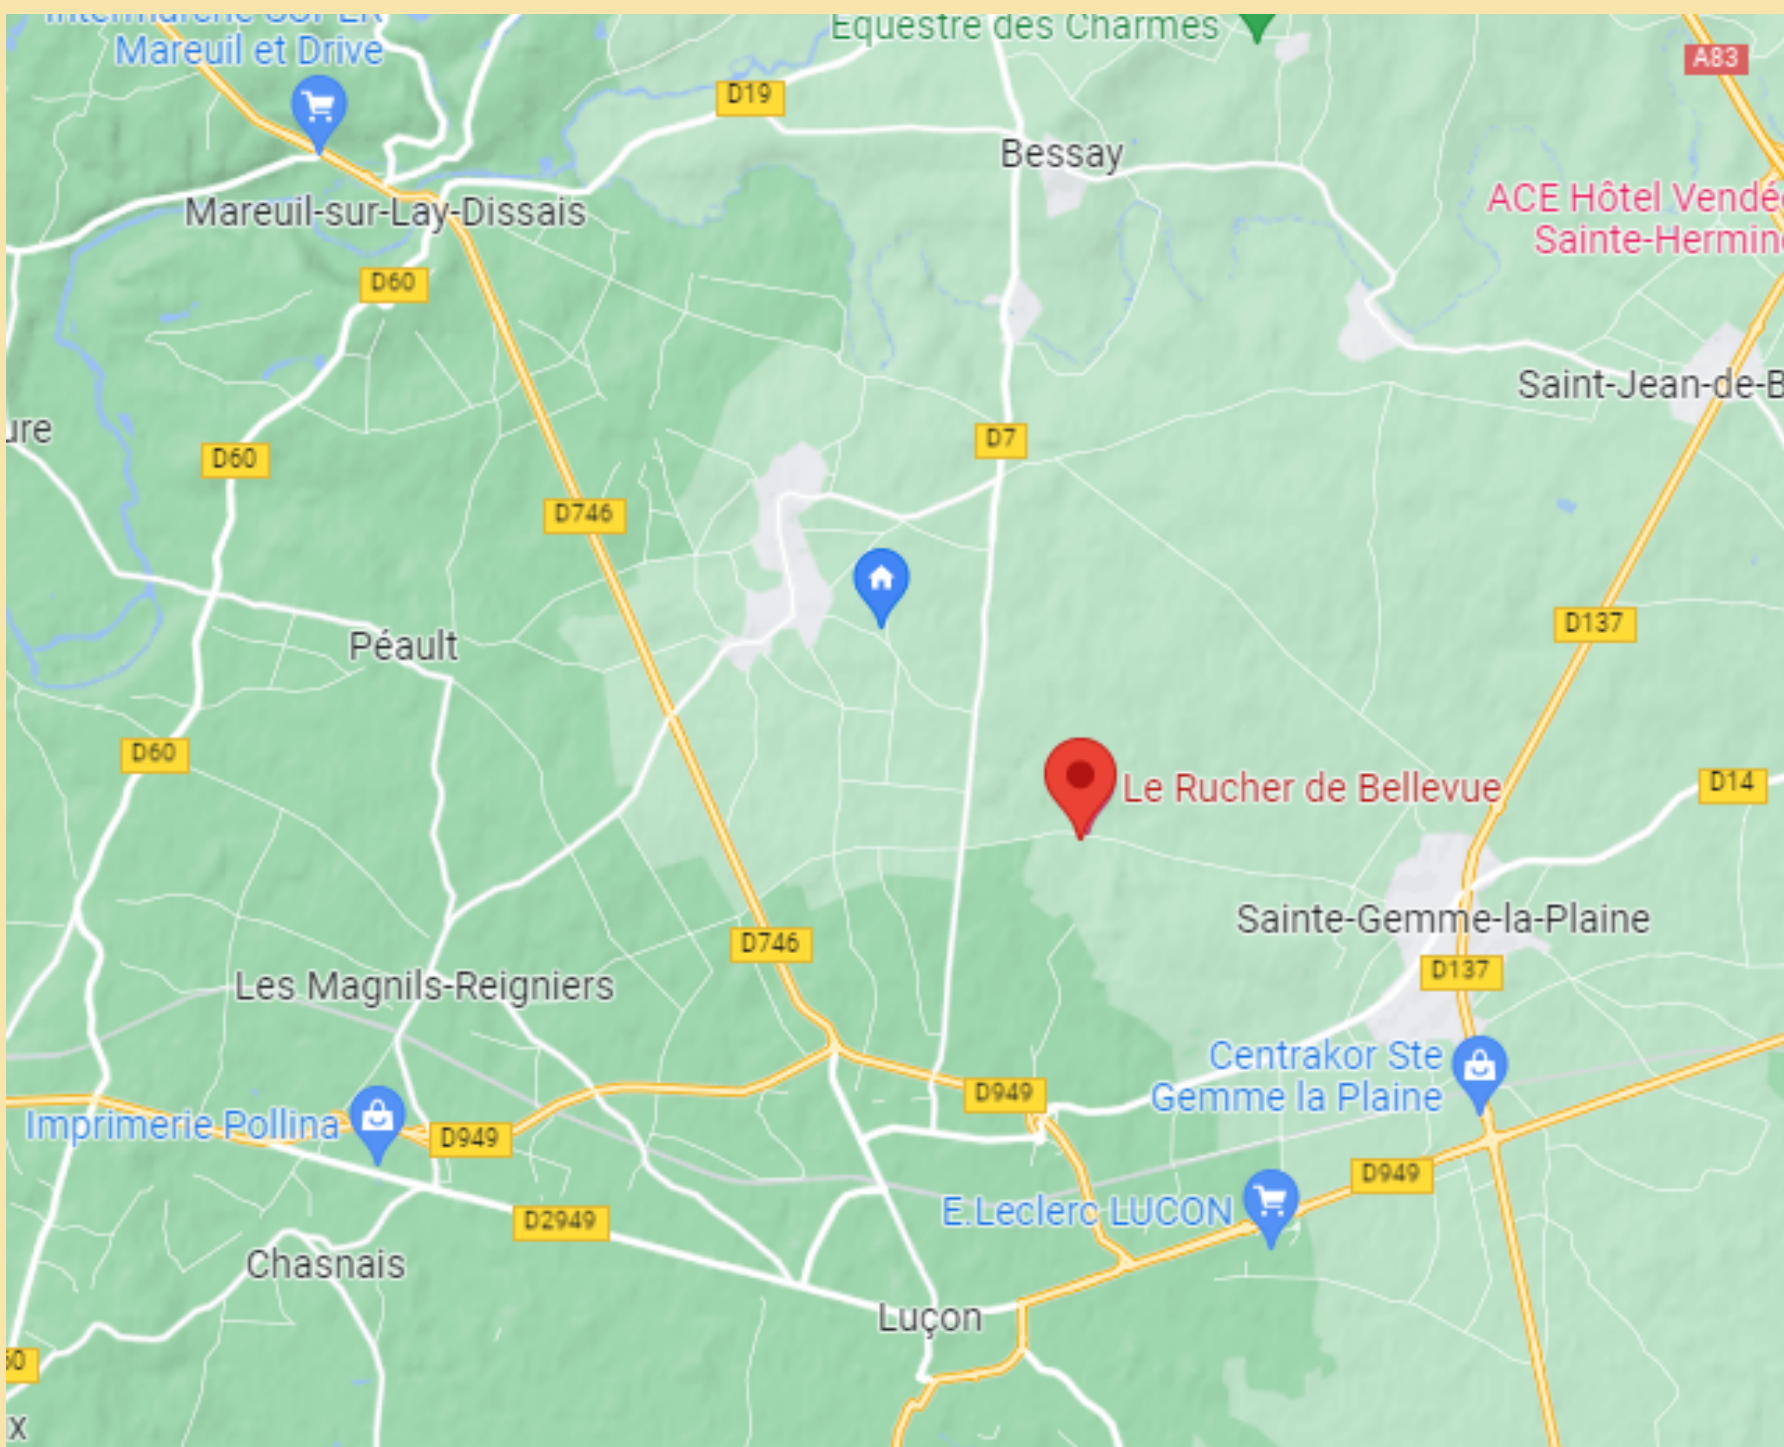 Mareuil et Drive
Equestre des Charmes
A83
D19
Bessay
Mareuil-sur-Lay-Dissais
ACE Hôtel Vendé
Sainte-Hermin
D60
Saint-Jean-de-B
ure
D7
D60
D746
D137
Péault
D60
Le Rucher de Bellevue
D14
Sainte-Gemme-la-Plaine
D746
D137
Les Magnils-Reigniers
Centrakor Ste
Gemme la Plaine
D949
Imprimerie Pollina
D949
D949
E.Leclerc LUCON
D2949
Chasnais
Luçon
60
x